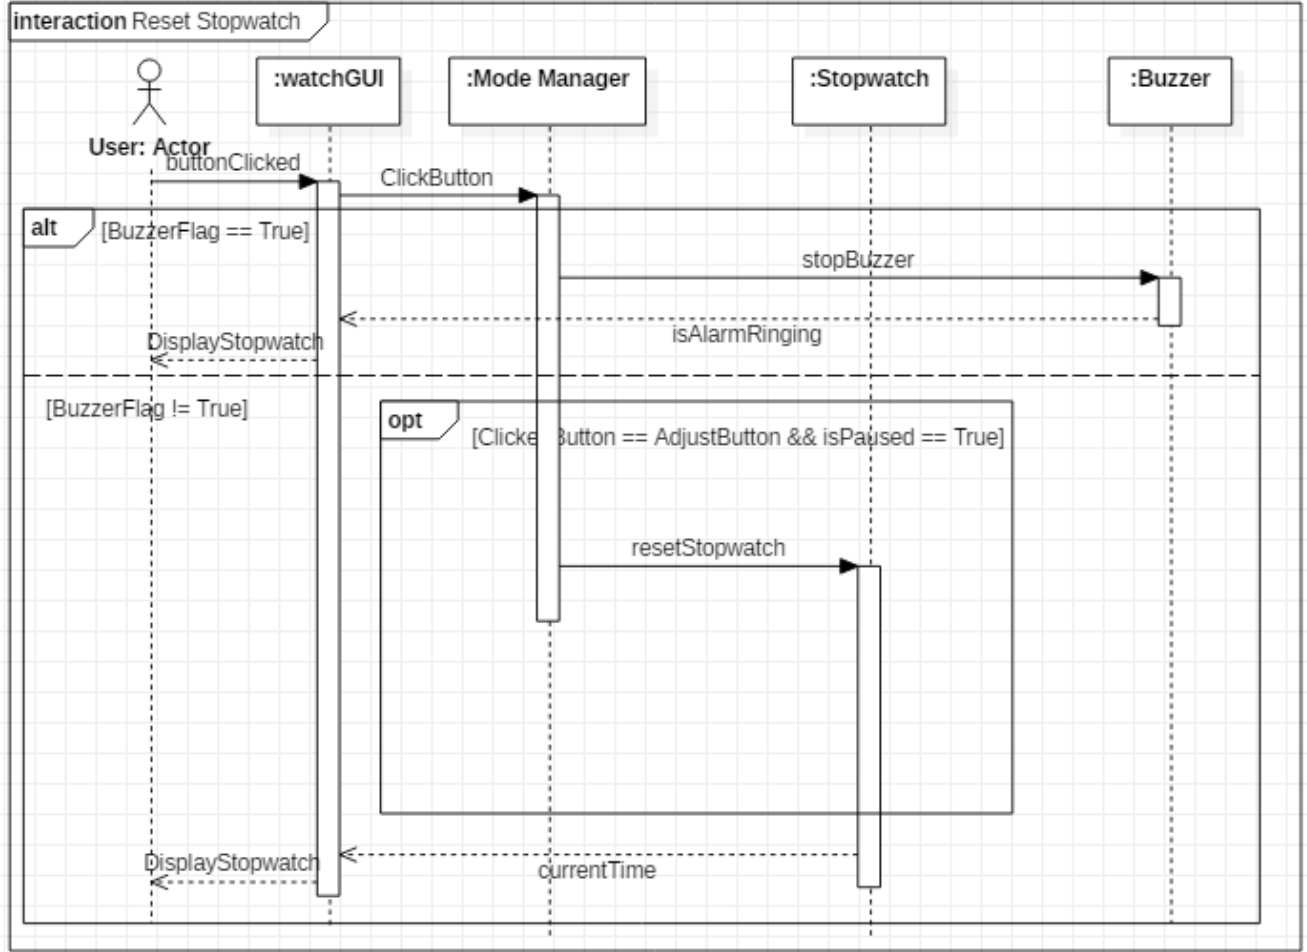 interaction Reset Stopwatch
:watchGUI
:Mode Manager
:Stopwatch
:Buzzer
User: Actor
buttonClicked
ClickButton
alt
[BuzzerFlag == True]
stopBuzzer
isAlarmRinging
DisplayStopwatch
[BuzzerFlag != True]
opt
[ClickedButton == AdjustButton && isPaused == True]
resetStopwatch
currentTime
DisplayStopwatch